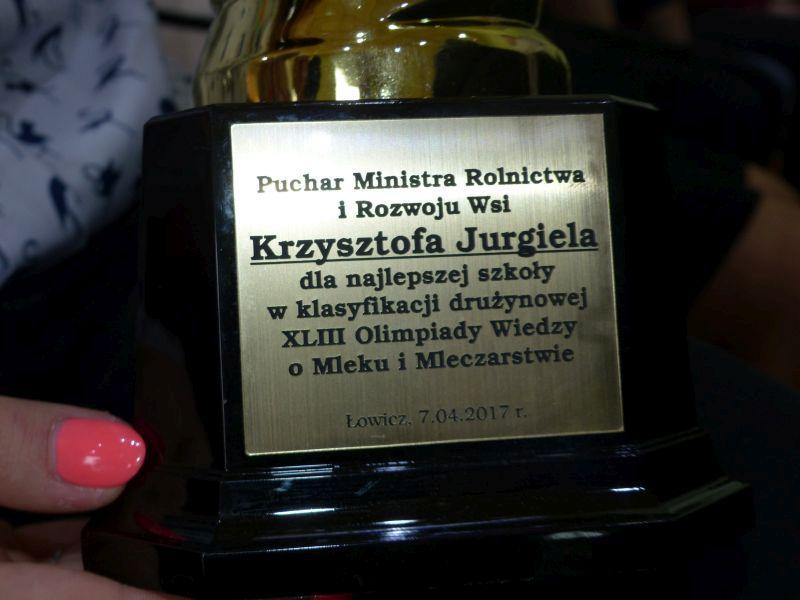 Puchar Ministra Rolnictwa
i Rozwoju Wsi
Krzysztofa Jurgiela
dla najlepszej szkoły
w klasyfikacji drużynowej
XLIII Olimpiady Wiedzy
o Mleku i Mleczarstwie
Łowicz, 7.04.2017 r.